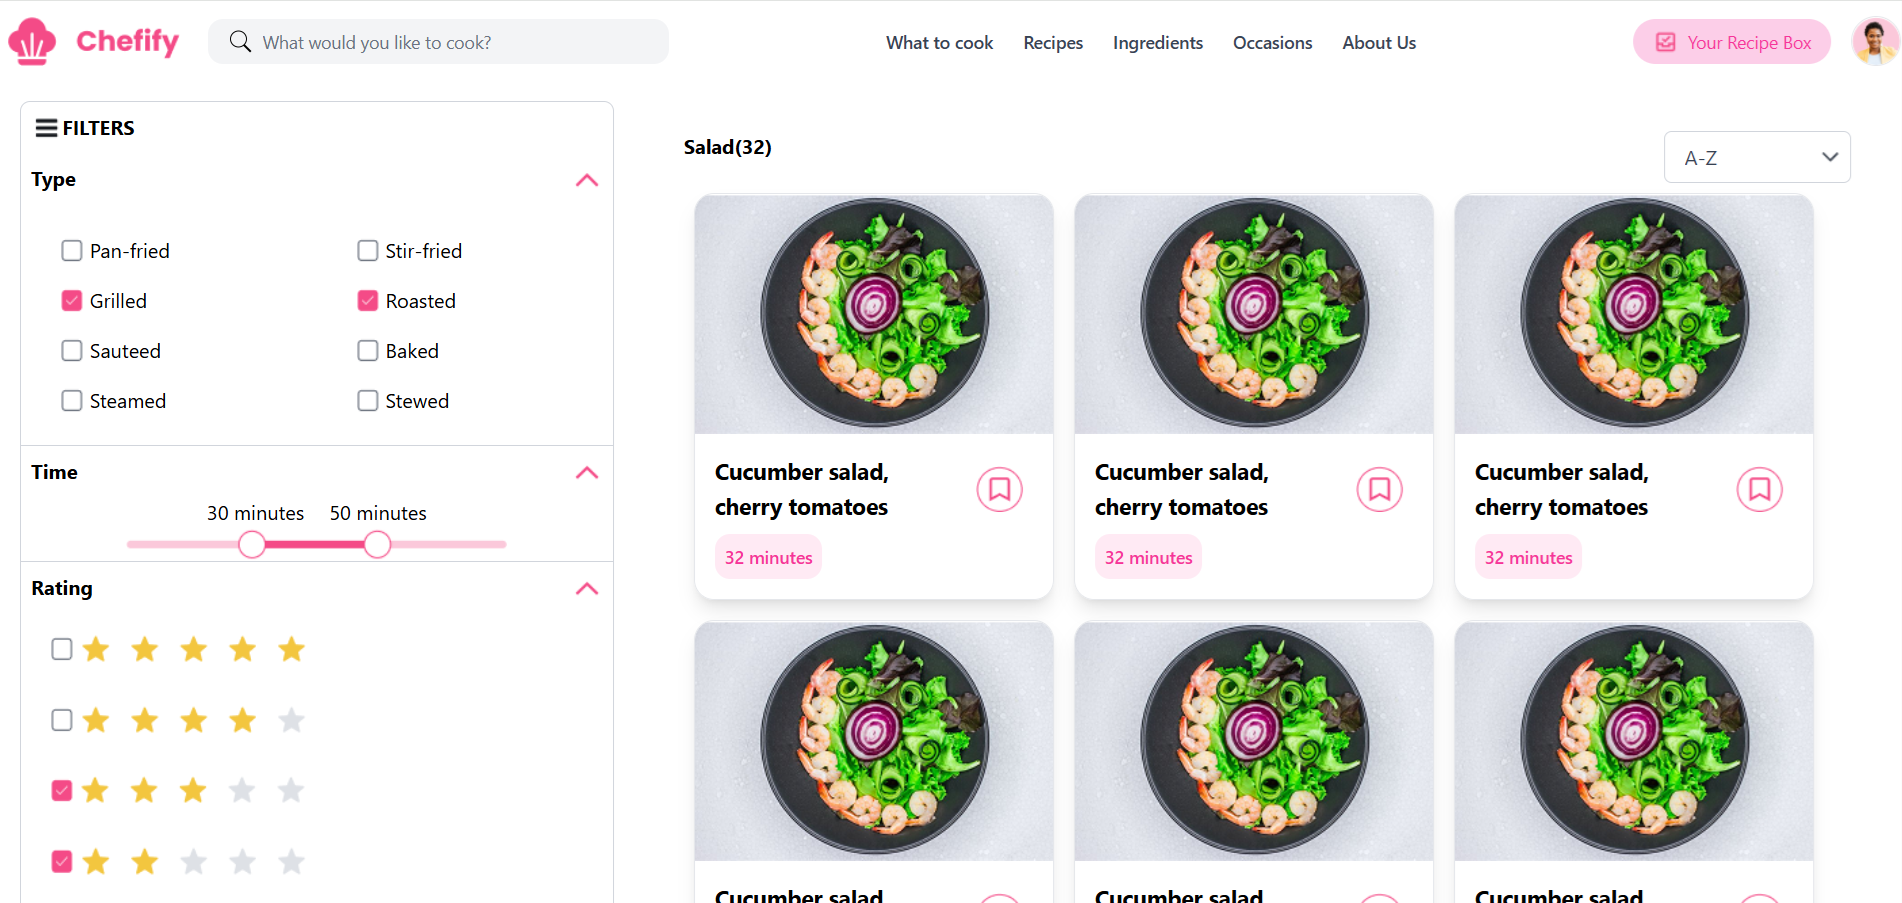 Chefify
What would you like to cook?
What to cook
Recipes
Ingredients
Occasions
About Us
Your Recipe Box
FILTERS
Type
Pan-fried
Stir-fried
Grilled
Roasted
Sauteed
Baked
Steamed
Stewed
Time
30 minutes
50 minutes
Rating
Salad(32)
A-Z
Cucumber salad,
cherry tomatoes
32 minutes
Cucumber salad,
cherry tomatoes
32 minutes
Cucumber salad,
cherry tomatoes
32 minutes
Cucumber salad,
Cucumber salad,
Cucumber salad,